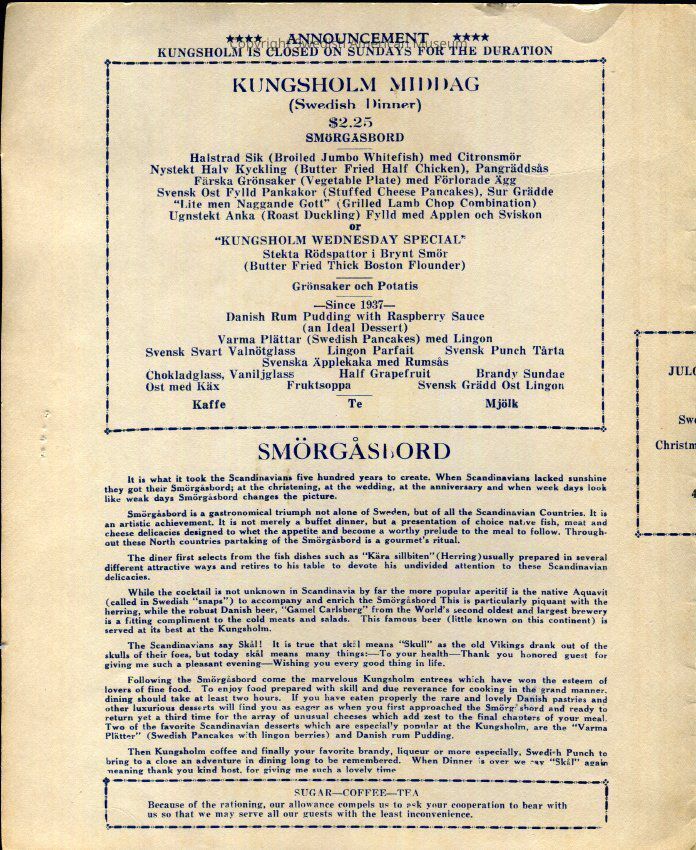 ★★★★ ANNOUNCEMENT ★★★★
Copyright Swedish American Museum
KUNGSHOLM IS CLOSED ON SUNDAYS FOR THE DURATION
KUNGSHOLM MIDDAG
(Swedish Dinner)
$2.25
SMöRGASBORD
Halstrad Sik (Broiled Jumbo Whitefish) med Citronsmör
Nystekt Halv Kyckling (Butter Fried Half Chicken), Pangräddsås
Färska Grönsaker (Vegetable Plate) med Förlorade Ägg
Svensk Ost Fylld Pankakor (Stuffed Cheese Pancakes), Sur Grädde
"Lite men Naggande Gott" (Grilled Lamb Chop Combination)
Ugnstekt Anka (Roast Duckling) Fylld med Applen och Sviskon
or
"KUNGSHOLM WEDNESDAY SPECIAL"
Stekta Rödspattor i Brynt Smör
(Butter Fried Thick Boston Flounder)
Grönsaker och Potatis
—Since 1937—
Danish Rum Pudding with Raspberry Sauce
(an Ideal Dessert)
Varma Plättar (Swedish Pancakes) med Lingon
Svensk Svart Valnötglass Lingon Parfait Svensk Punch Tårta
Svenska Äpplekaka med Rumsås
Chokladglass, Vaniljglass Half Grapefruit Brandy Sundae
Ost med Käx Fruktsoppa Svensk Grädd Ost Lingon
Kaffe Te Mjölk
SMÖRGÅSBORD
It is what it took the Scandinavians five hundred years to create. When Scandinavians lacked sunshine
they got their Smörgåsbord; at the christening, at the wedding, at the anniversary and when week days look
like weak days Smörgåsbord changes the picture.
Smörgåsbord is a gastronomical triumph not alone of Sweden, but of all the Scandinavian Countries. It is
an artistic achievement. It is not merely a buffet dinner, but a presentation of choice native fish, meat and
cheese delicacies designed to whet the appetite and become a worthy prelude to the meal to follow. Through-
out these North countries partaking of the Smörgåsbord is a gourmet's ritual.
The diner first selects from the fish dishes such as "Kära sillbiten" (Herring) usually prepared in several
different attractive ways and retires to his table to devote his undivided attention to these Scandinavian
delicacies.
While the cocktail is not unknown in Scandinavia by far the more popular aperitif is the native Aquavit
(called in Swedish "snaps") to accompany and enrich the Smörgåsbord This is particularly piquant with the
herring, while the robust Danish beer, "Gamel Carlsberg" from the World's second oldest and largest brewery
is a fitting compliment to the cold meats and salads. This famous beer (little known on this continent) is
served at its best at the Kungsholm.
The Scandinavians say Skål! It is true that skål means "Skull" as the old Vikings drank out of the
skulls of their foes, but today skål means many things:—To your health—Thank you honored guest for
giving me such a pleasant evening—Wishing you every good thing in life.
Following the Smörgåsbord come the marvelous Kungsholm entrees which have won the esteem of
lovers of fine food. To enjoy food prepared with skill and due reverance for cooking in the grand manner,
dining should take at least two hours. If you have eaten properly the rare and lovely Danish pastries and
other luxurious desserts will find you as eager as when you first approached the Smörgåsbord and ready to
return yet a third time for the array of unusual cheeses which add zest to the final chapters of your meal.
Two of the favorite Scandinavian desserts which are especially popular at the Kungsholm, are the "Varma
Plätter" (Swedish Pancakes with lingon berries) and Danish rum Pudding.
Then Kungsholm coffee and finally your favorite brandy, liqueur or more especially, Swedish Punch to
bring to a close an adventure in dining long to be remembered. When Dinner is over we say "Skål" again
meaning thank you kind host, for giving me such a lovely time
SUGAR—COFFEE—TEA
Because of the rationing, our allowance compels us to ask your cooperation to bear with
us so that we may serve all our guests with the least inconvenience.
JULO
Swe
Christm
4